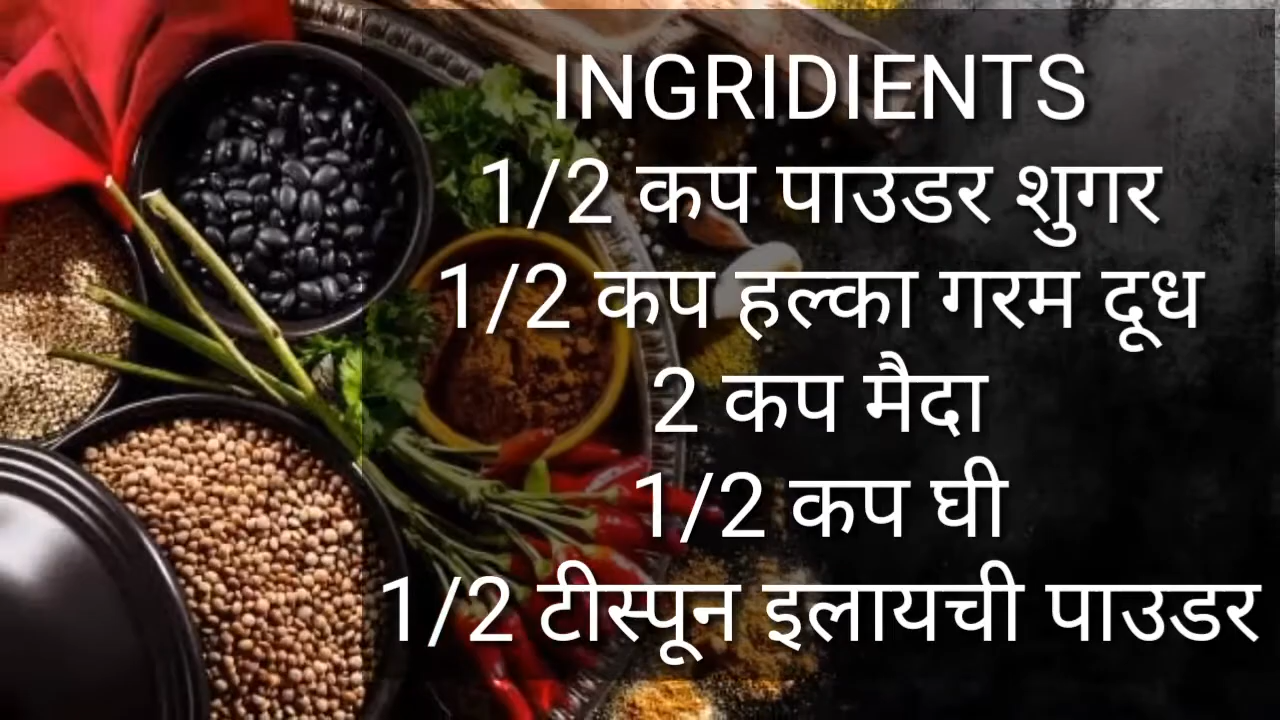 INGRIDIENTS
1/2 कप पाउडर शुगर
1/2 कप हल्का गरम दूध
2 कप मैदा
1/2 कप घी
1/2 टीस्पून इलायची पाउडर